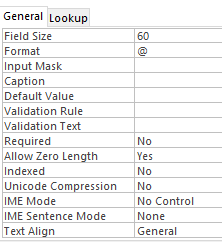 General Lookup
Field Size 60
Format @
Input Mask
Caption
Default Value
Validation Rule
Validation Text
Required No
Allow Zero Length Yes
Indexed No
Unicode Compression No
IME Mode No Control
IME Sentence Mode None
Text Align General